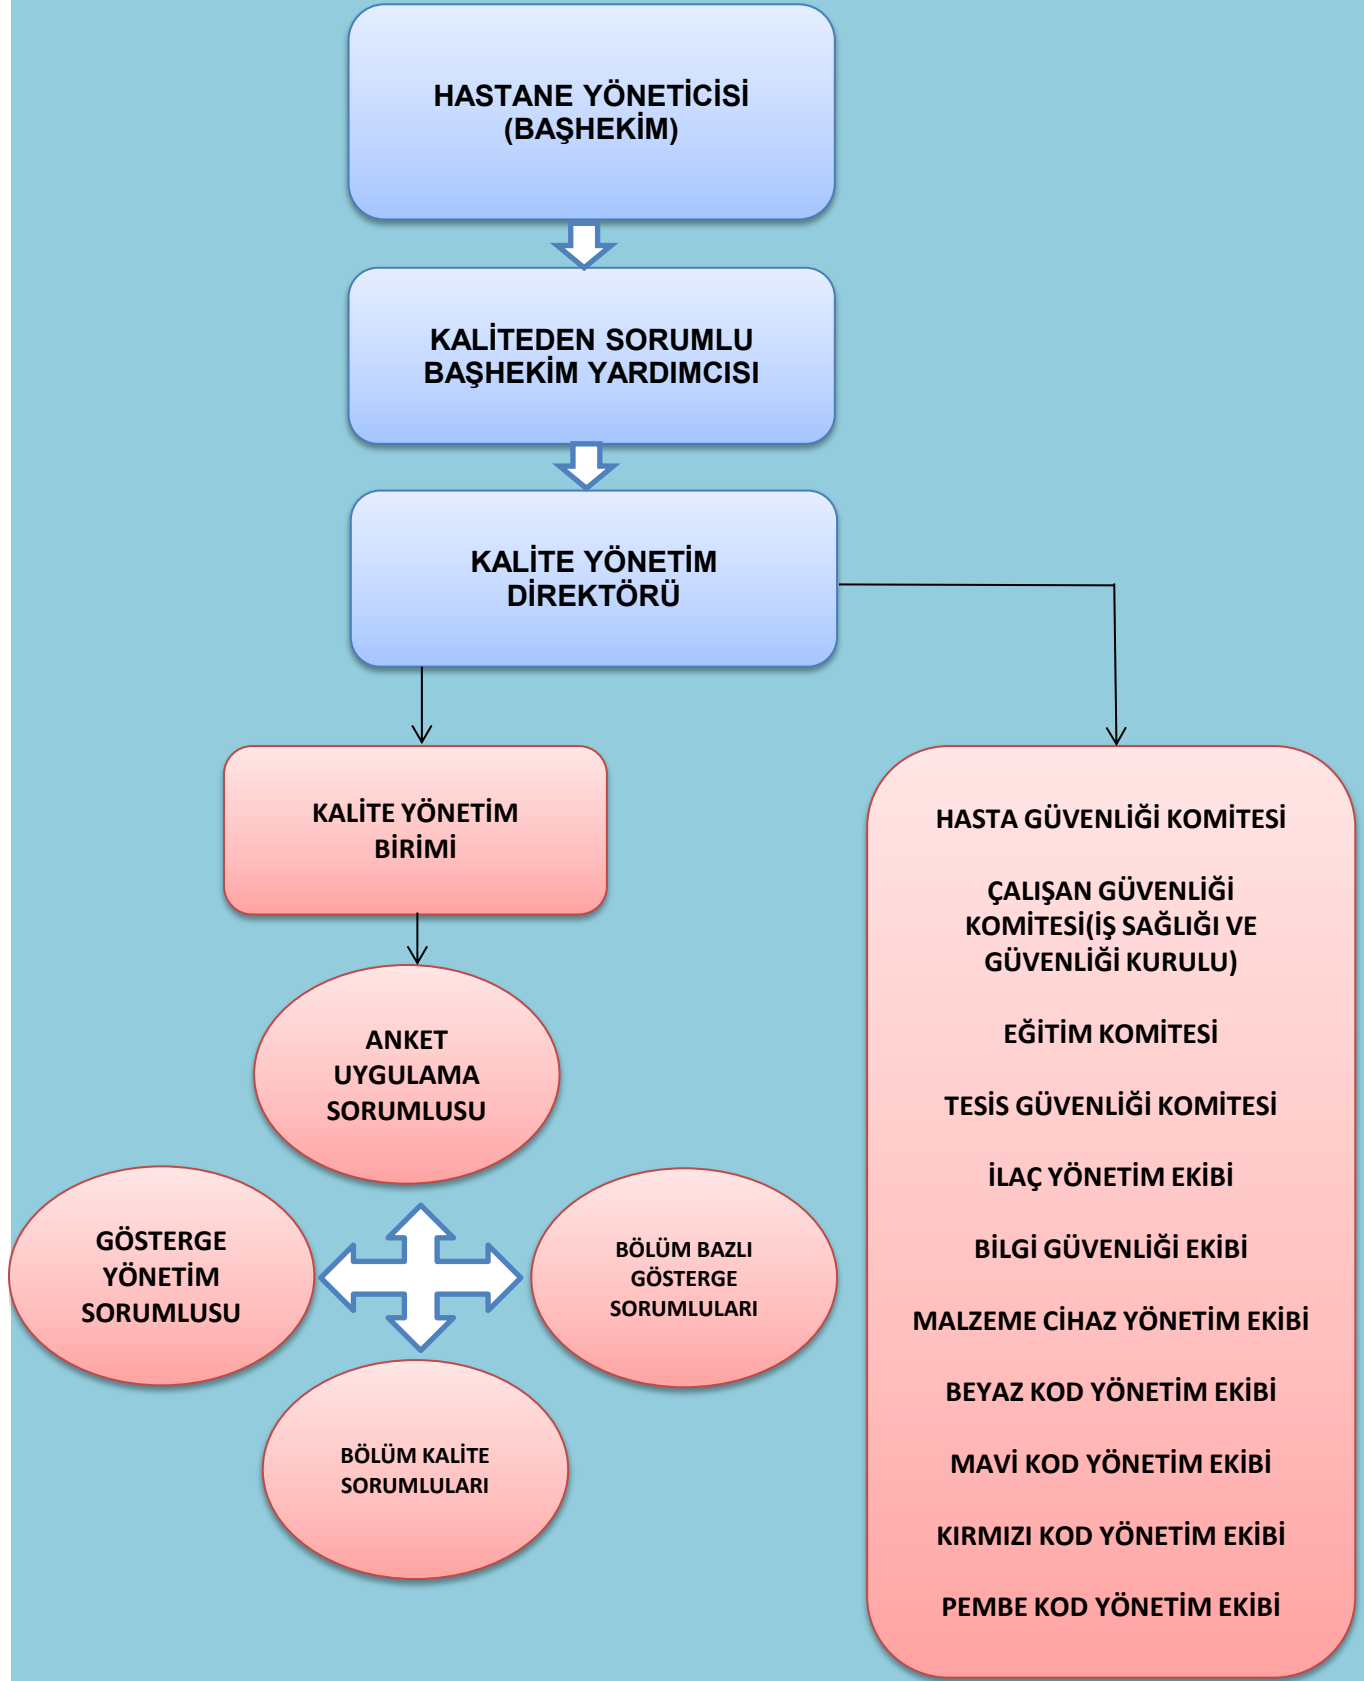 HASTANE YÖNETİCİSİ
(BAŞHEKİM)
KALİTEDEN SORUMLU
BAŞHEKİM YARDIMCISI
KALİTE YÖNETİM
DİREKTÖRÜ
KALİTE YÖNETİM
BİRİMİ
ANKET
UYGULAMA
SORUMLUSU
GÖSTERGE
YÖNETİM
SORUMLUSU
BÖLÜM BAZLI
GÖSTERGE
SORUMLULARI
BÖLÜM KALİTE
SORUMLULARI
HASTA GÜVENLİĞİ KOMİTESİ
ÇALIŞAN GÜVENLİĞİ
KOMİTESİ(İŞ SAĞLIĞI VE
GÜVENLİĞİ KURULU)
EĞİTİM KOMİTESİ
TESİS GÜVENLİĞİ KOMİTESİ
İLAÇ YÖNETİM EKİBİ
BİLGİ GÜVENLİĞİ EKİBİ
MALZEME CİHAZ YÖNETİM EKİBİ
BEYAZ KOD YÖNETİM EKİBİ
MAVİ KOD YÖNETİM EKİBİ
KIRMIZI KOD YÖNETİM EKİBİ
PEMBE KOD YÖNETİM EKİBİ